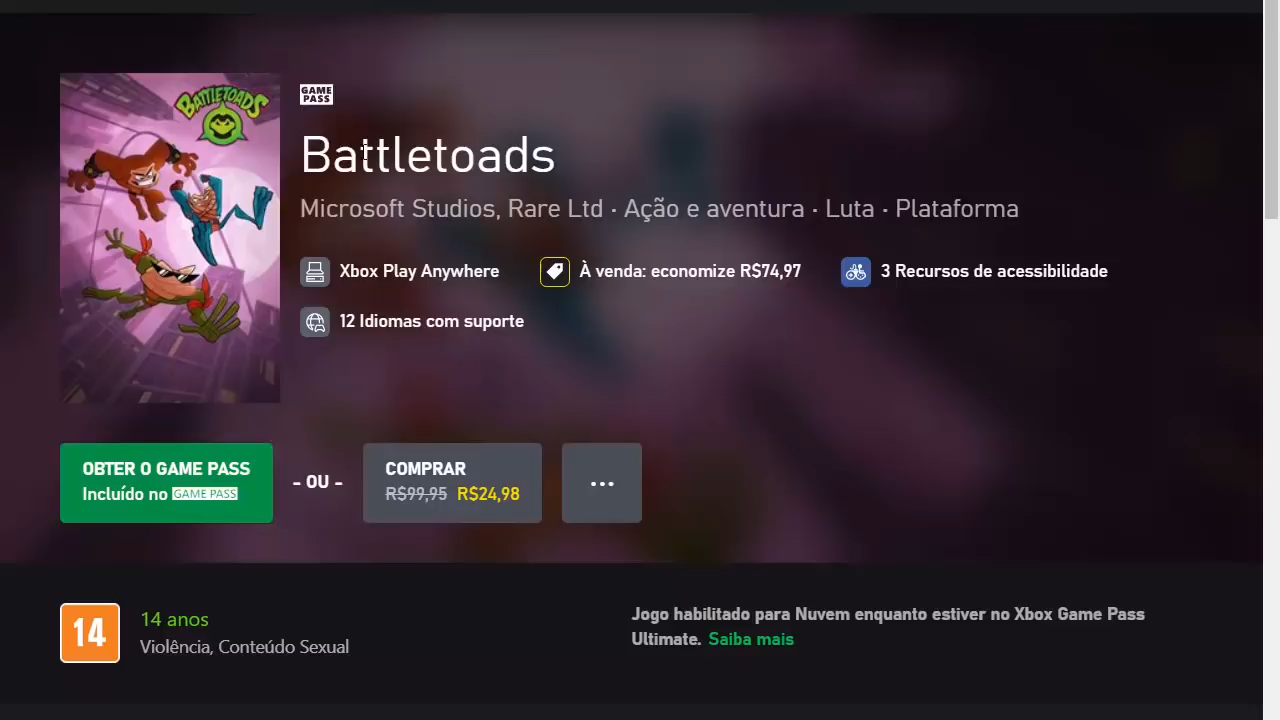 BATTLETOADS
GAME PASS
Battletoads
Microsoft Studios, Rare Ltd · Ação e aventura · Luta · Plataforma
Xbox Play Anywhere
À venda: economize R$74,97
3 Recursos de acessibilidade
12 Idiomas com suporte
OBTER O GAME PASS
Incluído no GAME PASS
- OU -
COMPRAR
R$99,95 R$24,98
...
14
14 anos
Violência, Conteúdo Sexual
Jogo habilitado para Nuvem enquanto estiver no Xbox Game Pass
Ultimate. Saiba mais